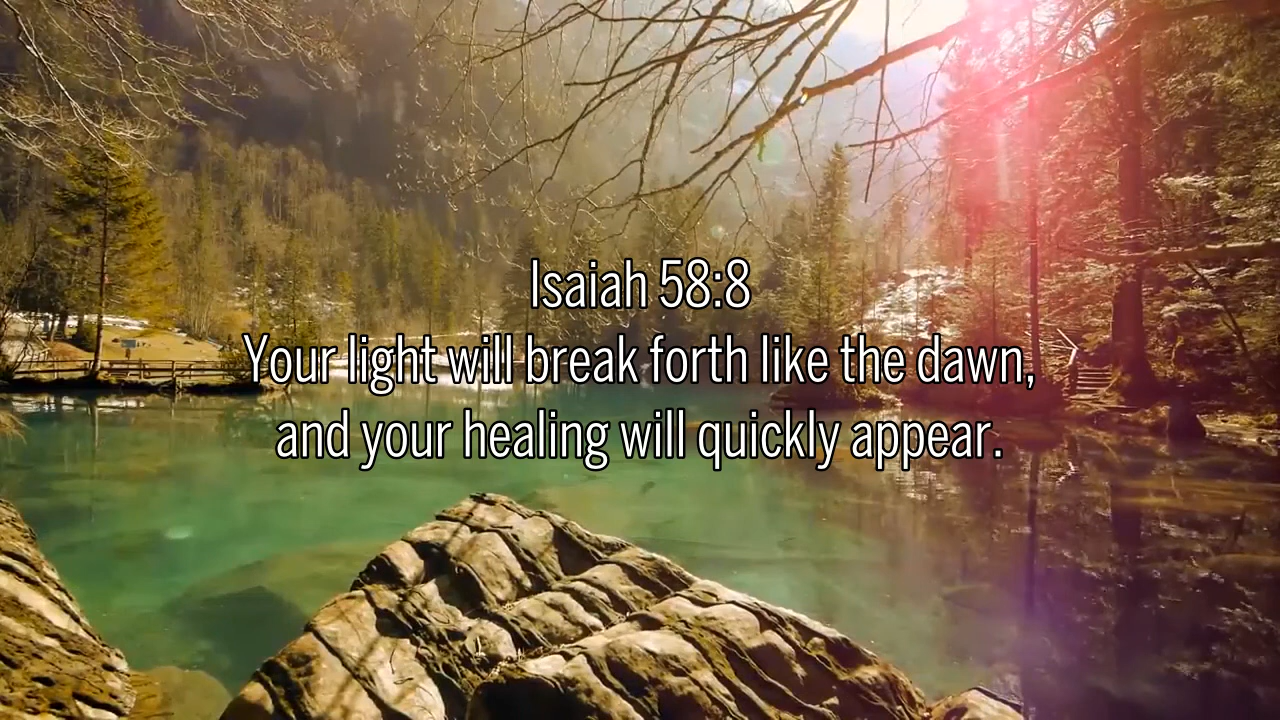 Isaiah 58:8
Your light will break forth like the dawn,
and your healing will quickly appear.